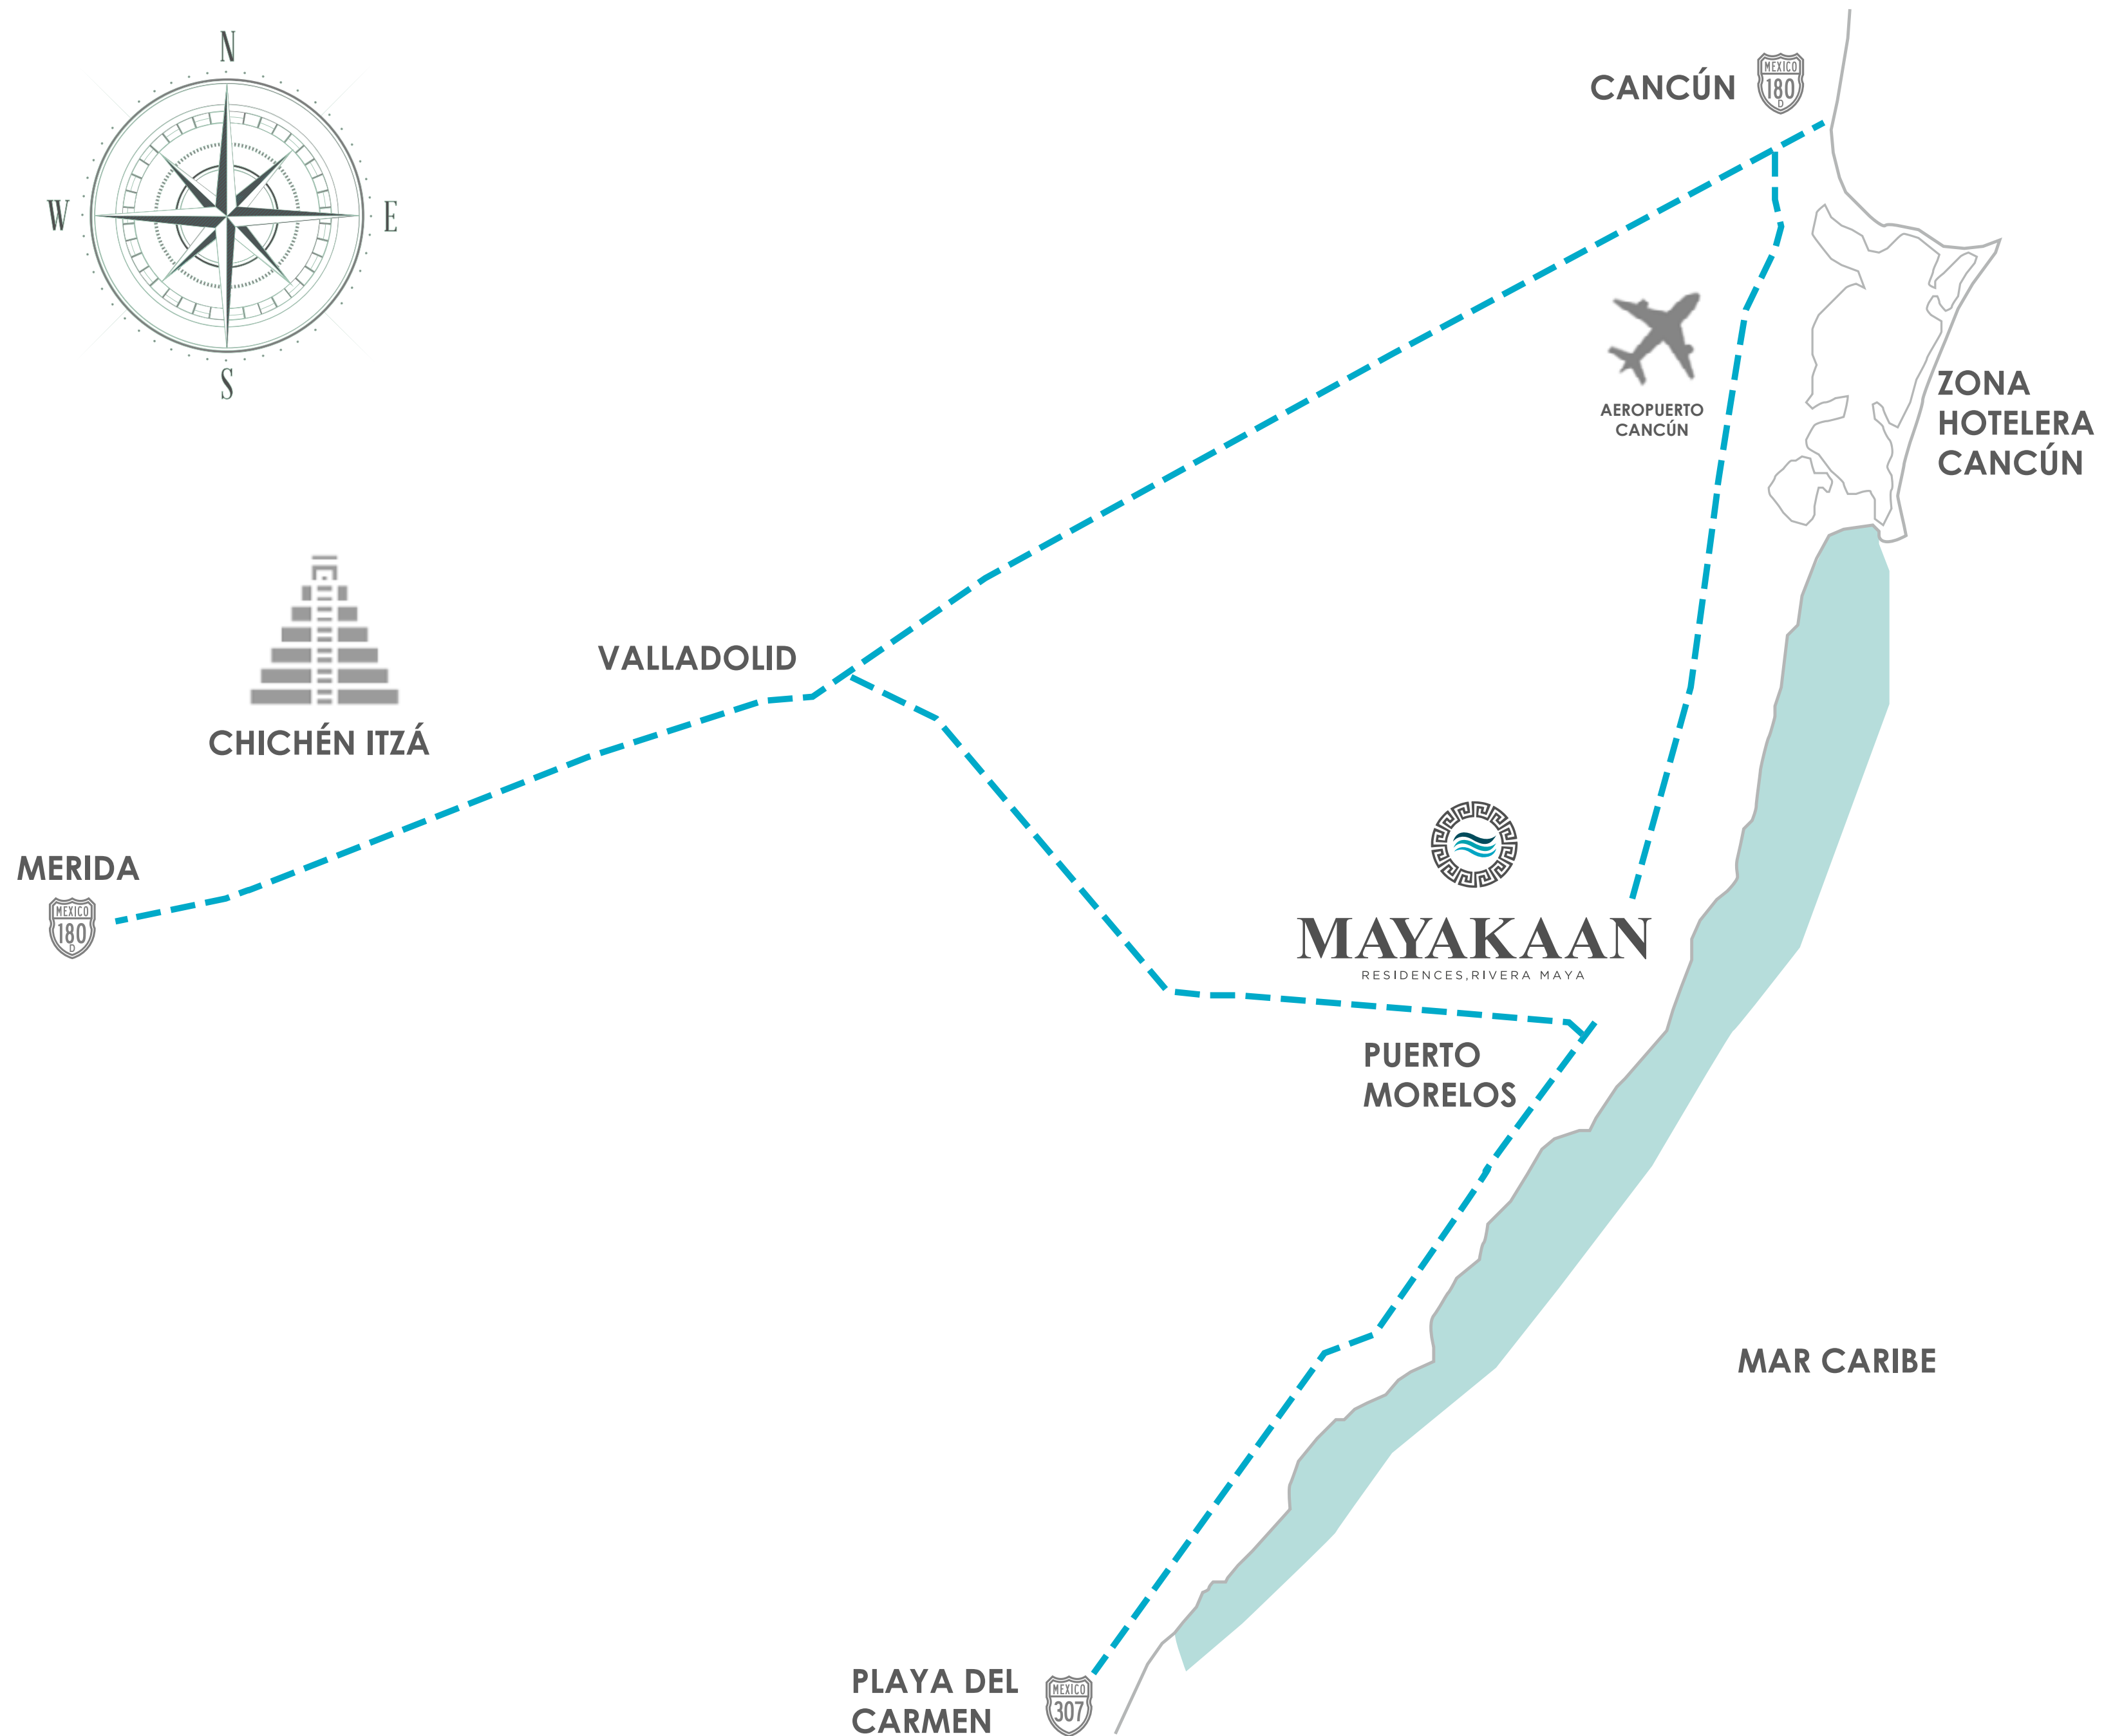 N
W
E
S
CANCÚN
MEXICO
180
D
AEROPUERTO
CANCÚN
ZONA
HOTELERA
CANCÚN
VALLADOLID
CHICHÉN ITZÁ
MERIDA
MEXICO
180
D
MAYAKAAN
RESIDENCES,RIVERA MAYA
PUERTO
MORELOS
MAR CARIBE
PLAYA DEL
CARMEN
MEXICO
307